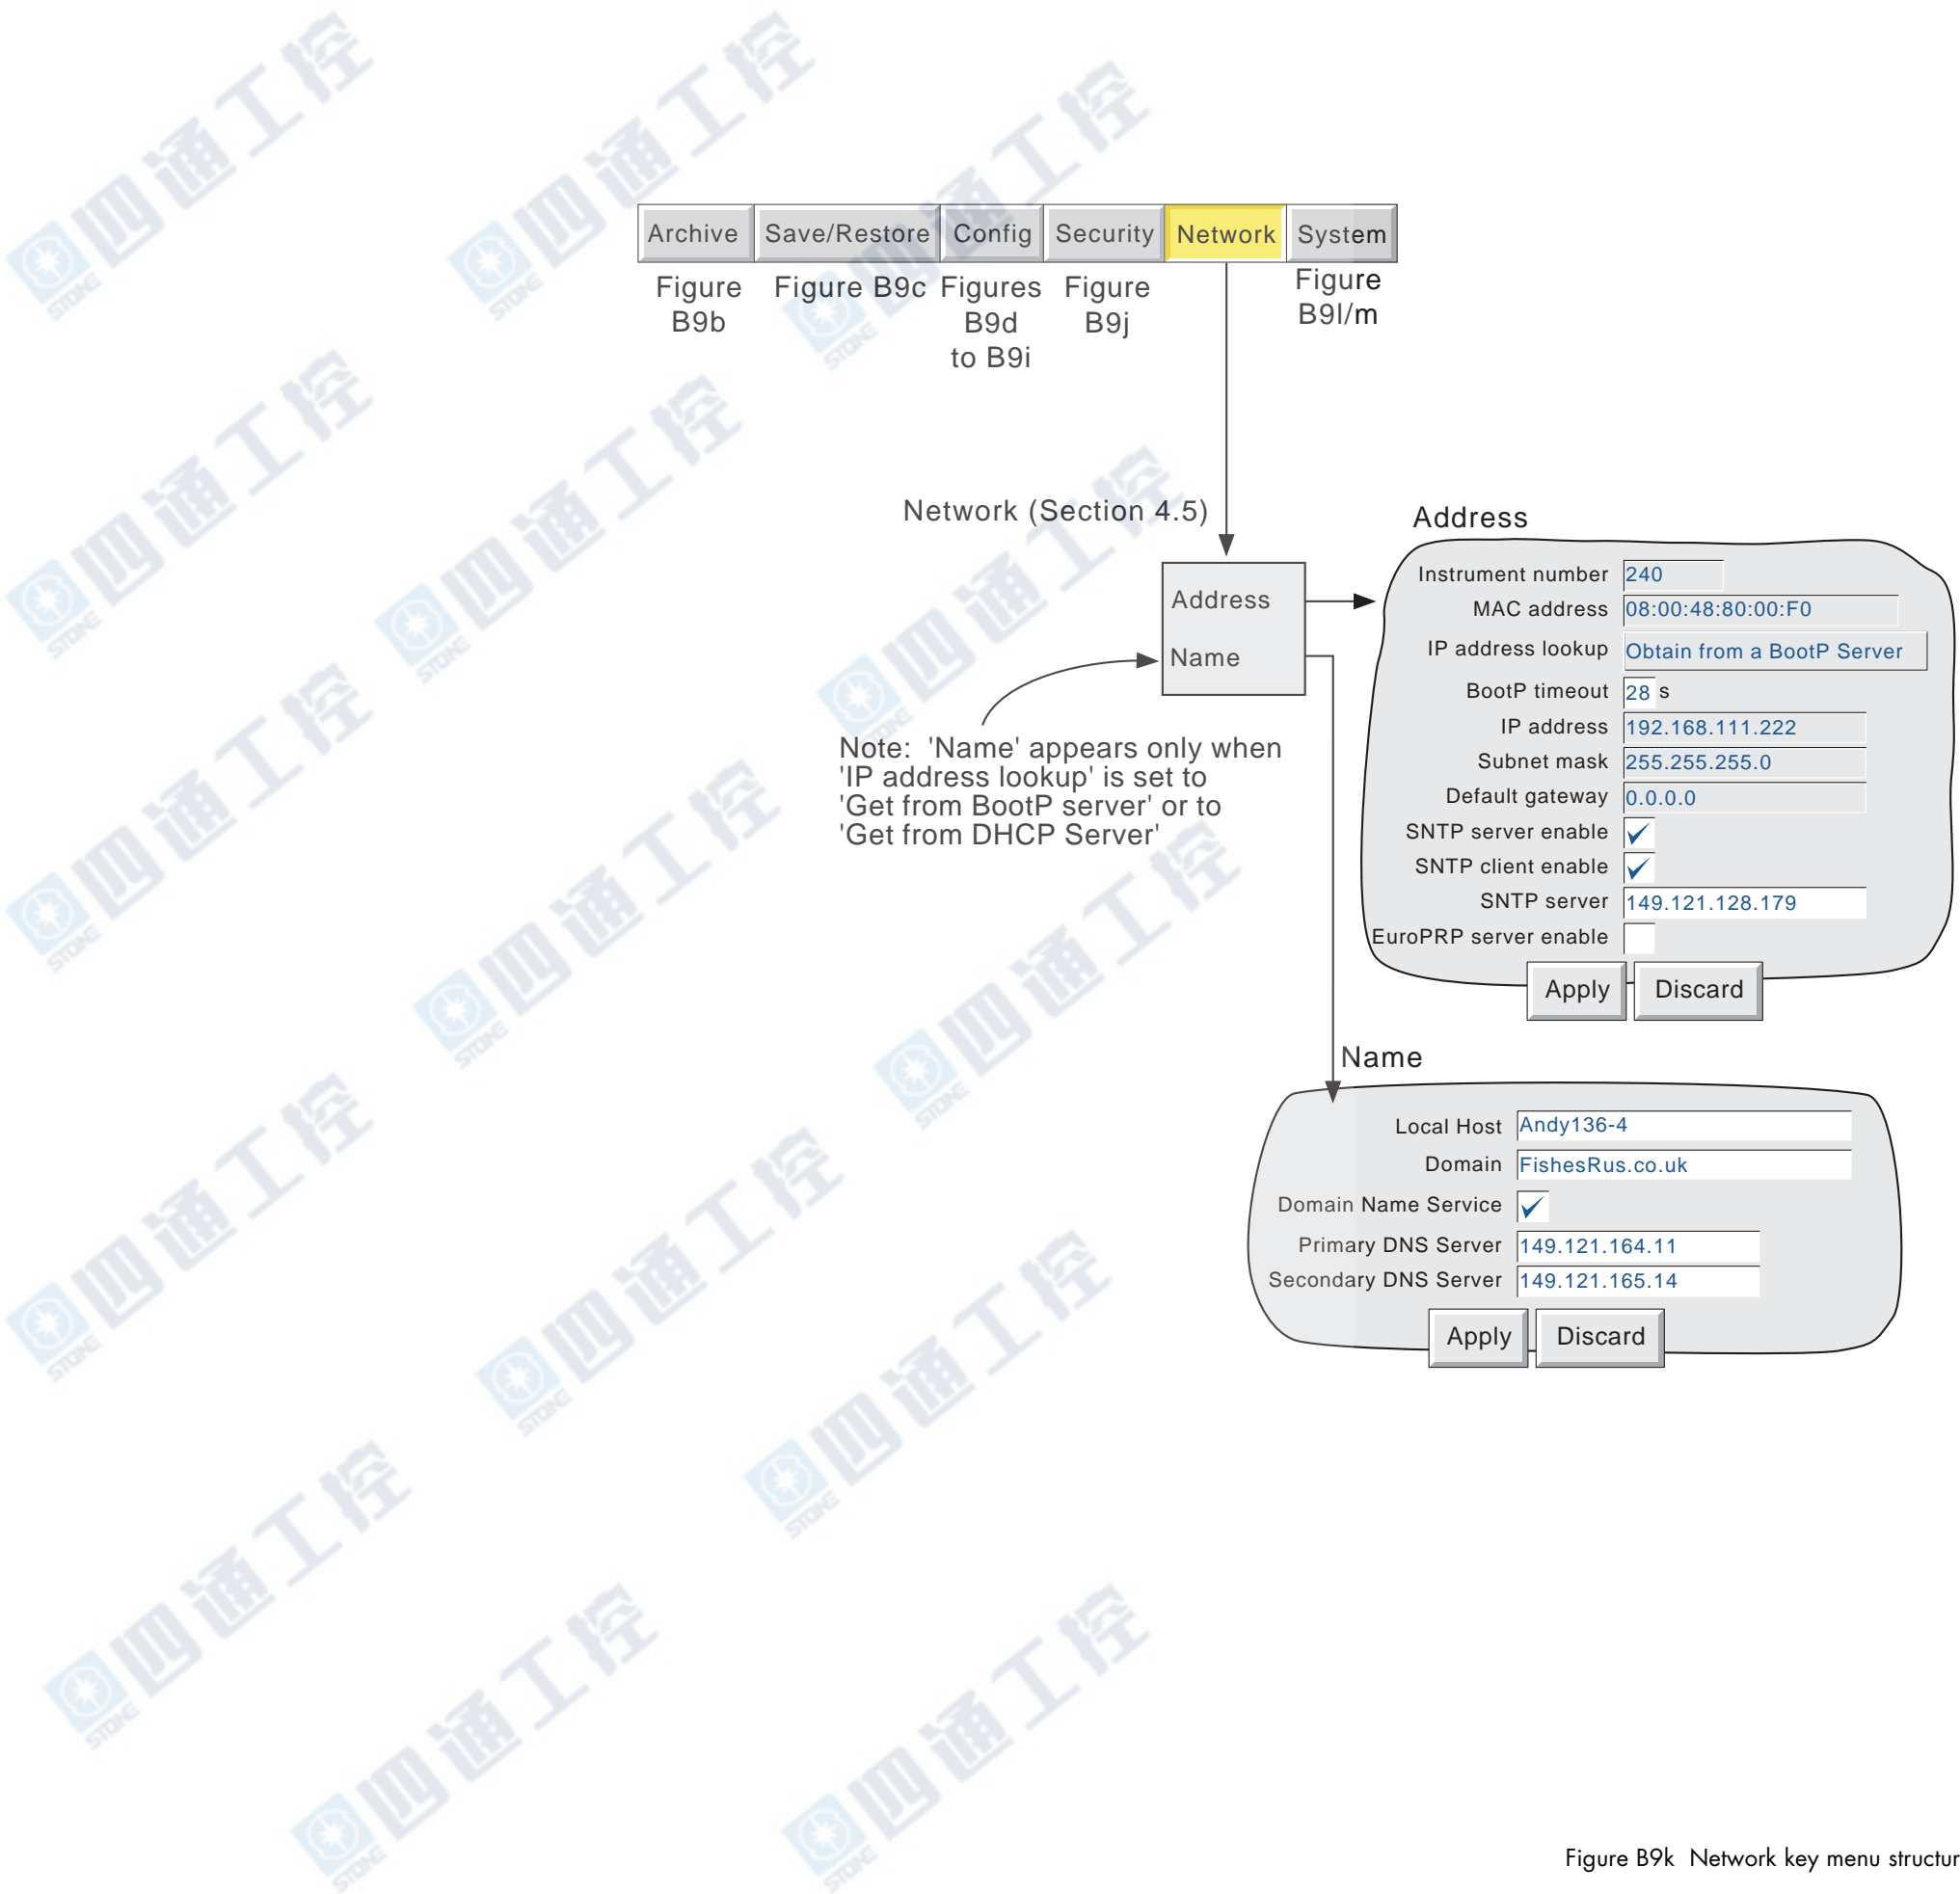 Archive Save/Restore Config Security Network System
Figure B9b
Figure B9c
Figures B9d to B9i
Figure B9j
Figure B9l/m
Network (Section 4.5)
Address
Name
Note: 'Name' appears only when
'IP address lookup' is set to
'Get from BootP server' or to
'Get from DHCP Server'
Address
Instrument number 240
MAC address 08:00:48:80:00:F0
IP address lookup Obtain from a BootP Server
BootP timeout 28 s
IP address 192.168.111.222
Subnet mask 255.255.255.0
Default gateway 0.0.0.0
SNTP server enable
SNTP client enable
SNTP server 149.121.128.179
EuroPRP server enable
Apply Discard
Name
Local Host Andy136-4
Domain FishesRus.co.uk
Domain Name Service
Primary DNS Server 149.121.164.11
Secondary DNS Server 149.121.165.14
Apply Discard
Figure B9k Network key menu structur
四通工控
STONE